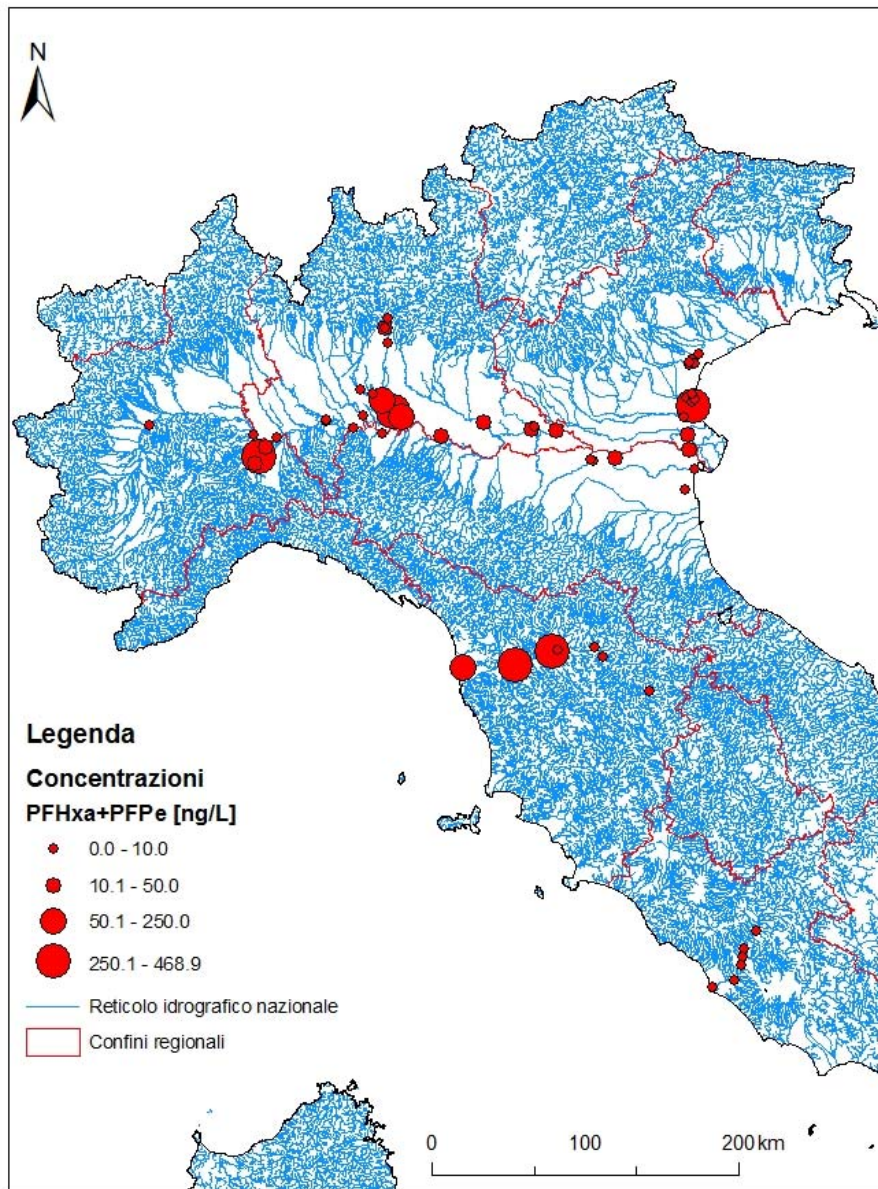 N
Legenda
Concentrazioni
PFHxa+PFPe [ng/L]
0.0 - 10.0
10.1 - 50.0
50.1 - 250.0
250.1 - 468.9
Reticolo idrografico nazionale
Confini regionali
0 100 200 km